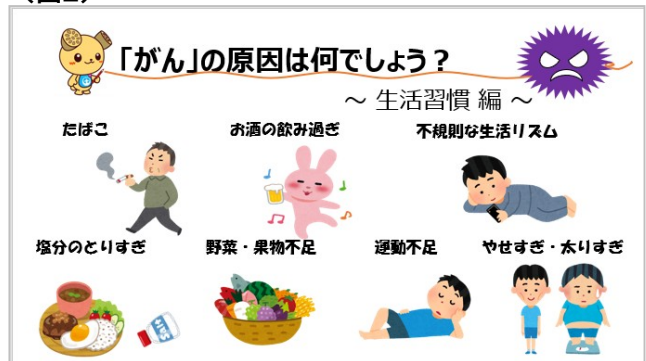 「がん」の原因は何でしょう？
～ 生活習慣 編 ～
たばこ
お酒の飲み過ぎ
不規則な生活リズム
塩分のとりすぎ
野菜・果物不足
運動不足
やせすぎ・太りすぎ